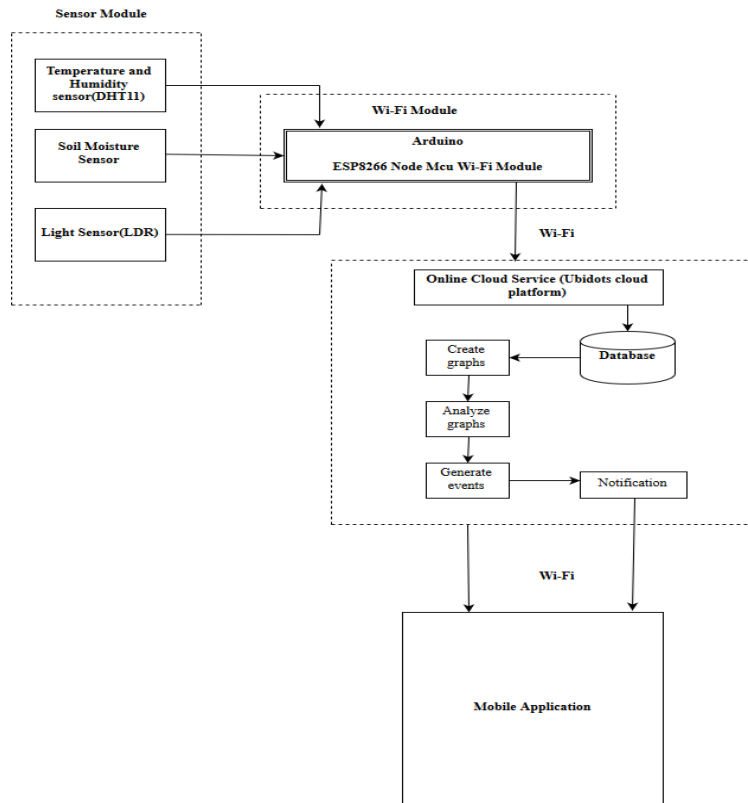 Sensor Module
Temperature and
Humidity
sensor(DHT11)
Soil Moisture
Sensor
Light Sensor(LDR)
Wi-Fi Module
Arduino
ESP8266 Node Mcu Wi-Fi Module
Wi-Fi
Online Cloud Service (Ubidots cloud
platform)
Database
Create
graphs
Analyze
graphs
Generate
events
Notification
Wi-Fi
Mobile Application